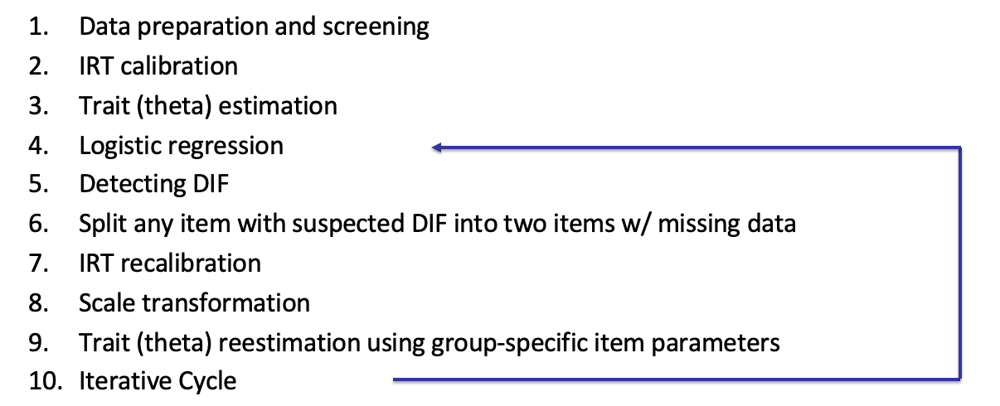 1. Data preparation and screening
2. IRT calibration
3. Trait (theta) estimation
4. Logistic regression
5. Detecting DIF
6. Split any item with suspected DIF into two items w/ missing data
7. IRT recalibration
8. Scale transformation
9. Trait (theta) reestimation using group-specific item parameters
10. Iterative Cycle